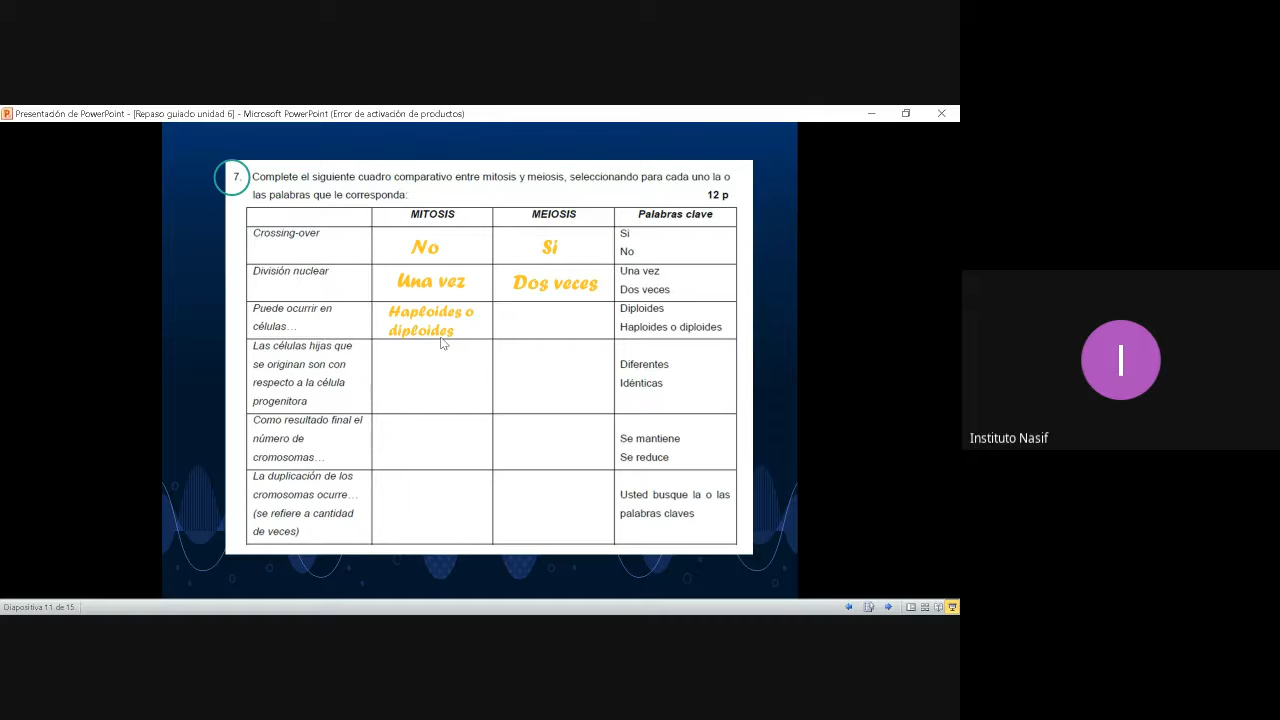 Presentación de PowerPoint - [Repaso guiado unidad 6] - Microsoft PowerPoint (Error de activación de productos)
7. Complete el siguiente cuadro comparativo entre mitosis y meiosis, seleccionando para cada uno la o
las palabras que le corresponda: 12 p
MITOSIS MEIOSIS Palabras clave
Crossing-over No Si Si
No
División nuclear Una vez Dos veces Una vez
Dos veces
Puede ocurrir en Haploides o Diploides
células… diploides Haploides o diploides
Las células hijas que
se originan son con Diferentes
respecto a la célula Idénticas
progenitora
Como resultado final el
número de Se mantiene
cromosomas… Se reduce
La duplicación de los
cromosomas ocurre… Usted busque la o las
(se refiere a cantidad palabras claves
de veces)
I
Instituto Nasif
Diapositiva 11 de 15